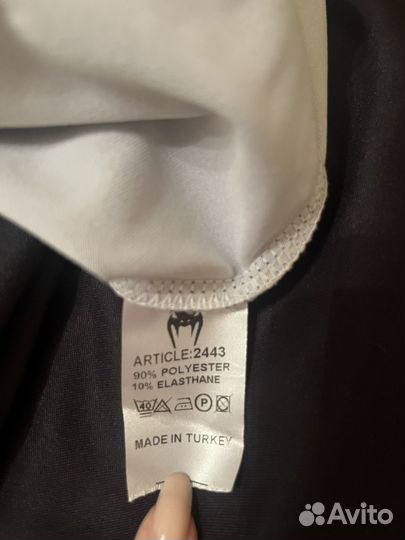 ARTICLE:2443
90% POLYESTER
10% ELASTHANE
40 P
MADE IN TURKEY
Avito